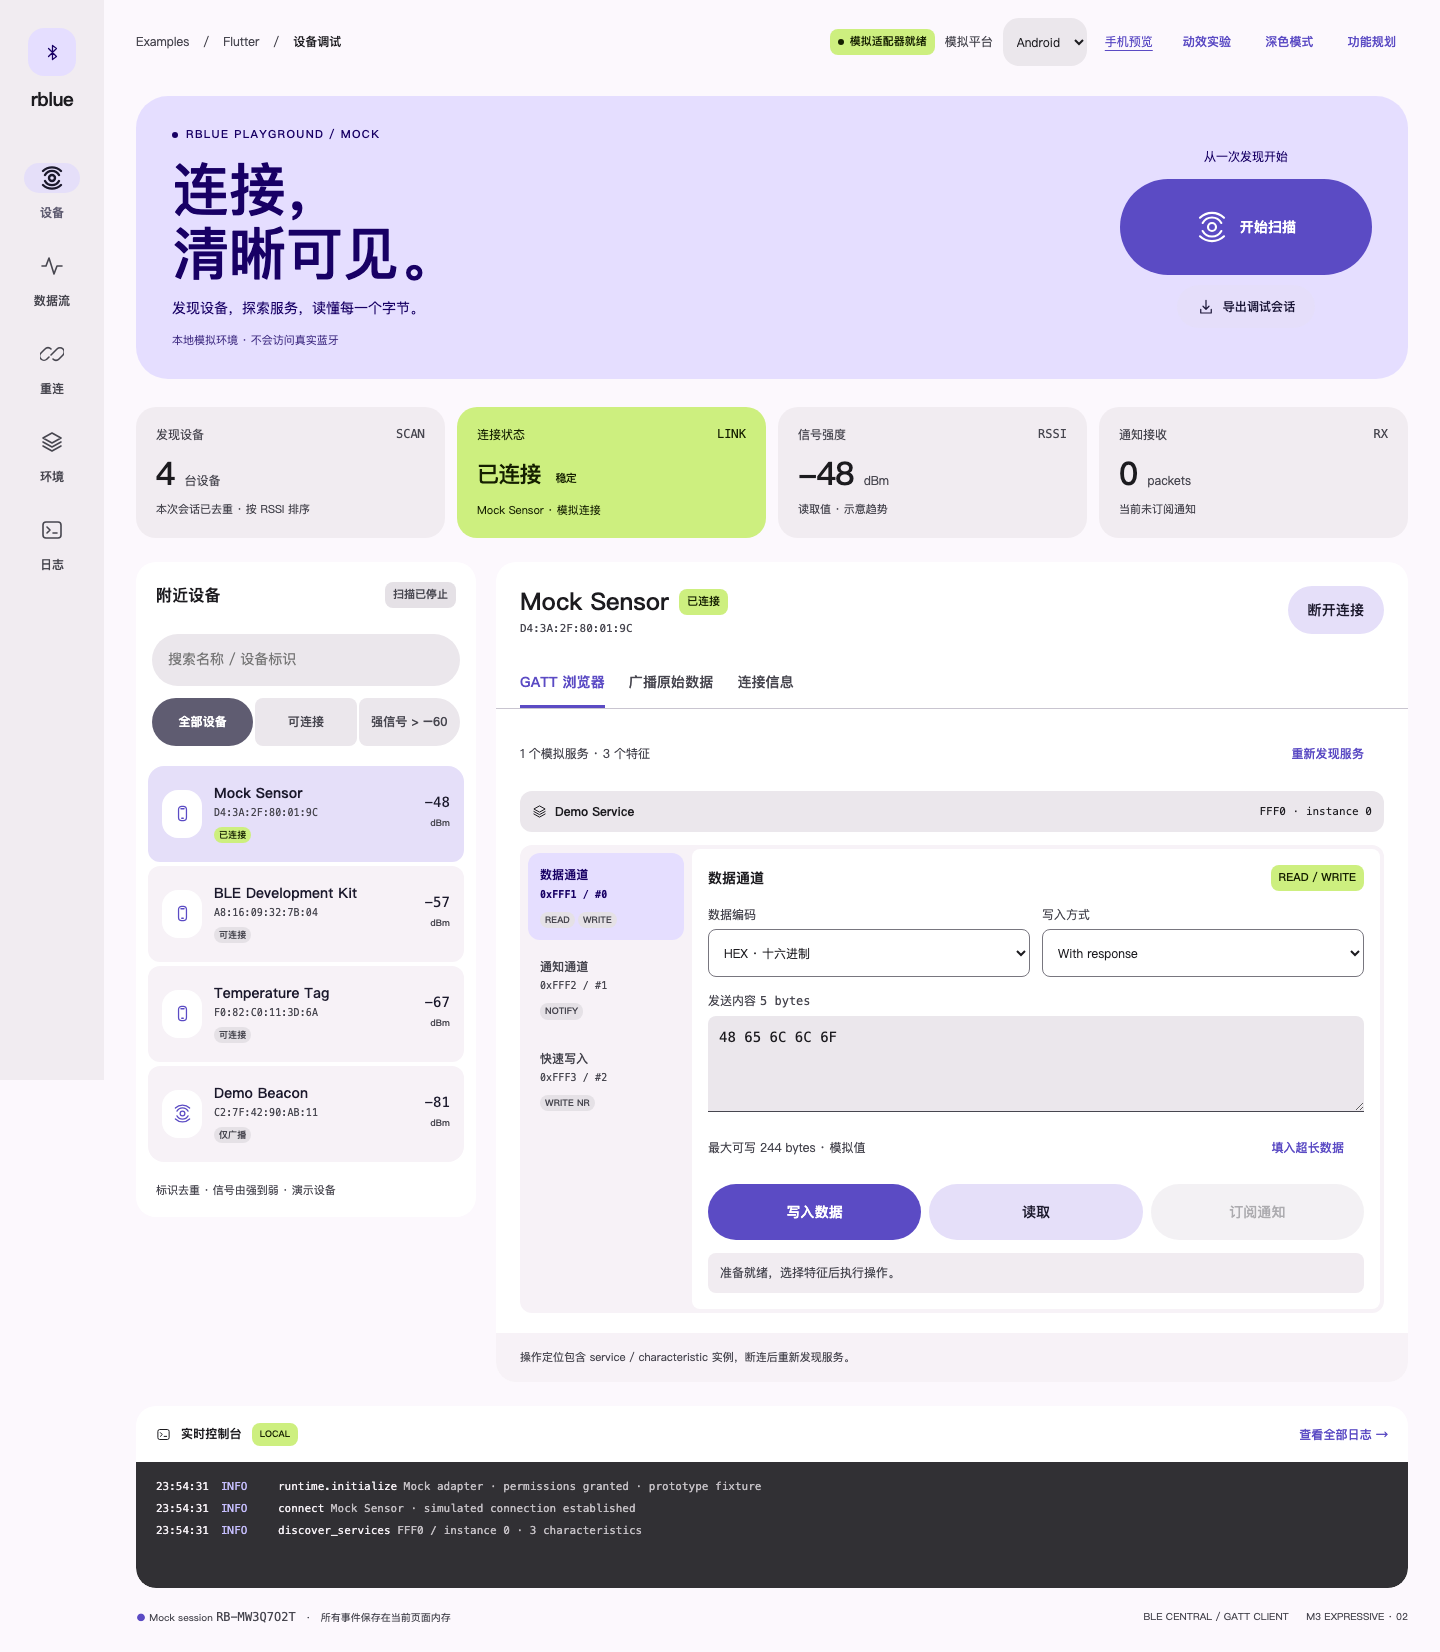 rblue
设备
数据流
重连
环境
日志
Examples / Flutter / 设备调试
模拟适配器就绪 模拟平台 Android 手机预览 动效实验 深色模式 功能规划
RBLUE PLAYGROUND / MOCK
连接，
清晰可见。
发现设备，探索服务，读懂每一个字节。
本地模拟环境 · 不会访问真实蓝牙
从一次发现开始
开始扫描
导出调试会话
发现设备 SCAN
4 台设备
本次会话已去重 · 按 RSSI 排序
连接状态 LINK
已连接 稳定
Mock Sensor · 模拟连接
信号强度 RSSI
−48 dBm
读取值 · 示意趋势
通知接收 RX
0 packets
当前未订阅通知
附近设备 扫描已停止
搜索名称 / 设备标识
全部设备 可连接 强信号 > −60
Mock Sensor
D4:3A:2F:80:01:9C
已连接
−48
dBm
BLE Development Kit
A8:16:09:32:7B:04
可连接
−57
dBm
Temperature Tag
F0:82:C0:11:3D:6A
可连接
−67
dBm
Demo Beacon
C2:7F:42:90:AB:11
仅广播
−81
dBm
标识去重 · 信号由强到弱 · 演示设备
Mock Sensor 已连接
D4:3A:2F:80:01:9C
断开连接
GATT 浏览器 广播原始数据 连接信息
1 个模拟服务 · 3 个特征 重新发现服务
Demo Service FFF0 · instance 0
数据通道
0xFFF1 / #0
READ WRITE
通知通道
0xFFF2 / #1
NOTIFY
快速写入
0xFFF3 / #2
WRITE NR
数据通道 READ / WRITE
数据编码 写入方式
HEX · 十六进制 With response
发送内容 5 bytes
48 65 6C 6C 6F
最大可写 244 bytes · 模拟值 填入超长数据
写入数据 读取 订阅通知
准备就绪，选择特征后执行操作。
操作定位包含 service / characteristic 实例，断连后重新发现服务。
实时控制台 LOCAL 查看全部日志 →
23:54:31 INFO runtime.initialize Mock adapter · permissions granted · prototype fixture
23:54:31 INFO connect Mock Sensor · simulated connection established
23:54:31 INFO discover_services FFF0 / instance 0 · 3 characteristics
Mock session RB−MW3Q7O2T · 所有事件保存在当前页面内存 BLE CENTRAL / GATT CLIENT M3 EXPRESSIVE · 02